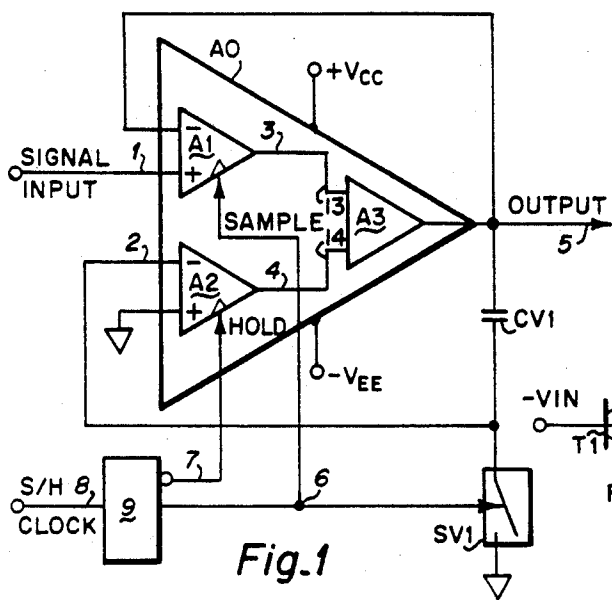 AO
+VCC
3
A1
−
+
SIGNAL
INPUT
1
13
SAMPLE
A3
OUTPUT
5
14
2
−
A2
+
4
HOLD
CV1
−VEE
−VIN
T1
7
S/H
8
CLOCK
9
6
SV1
Fig.1